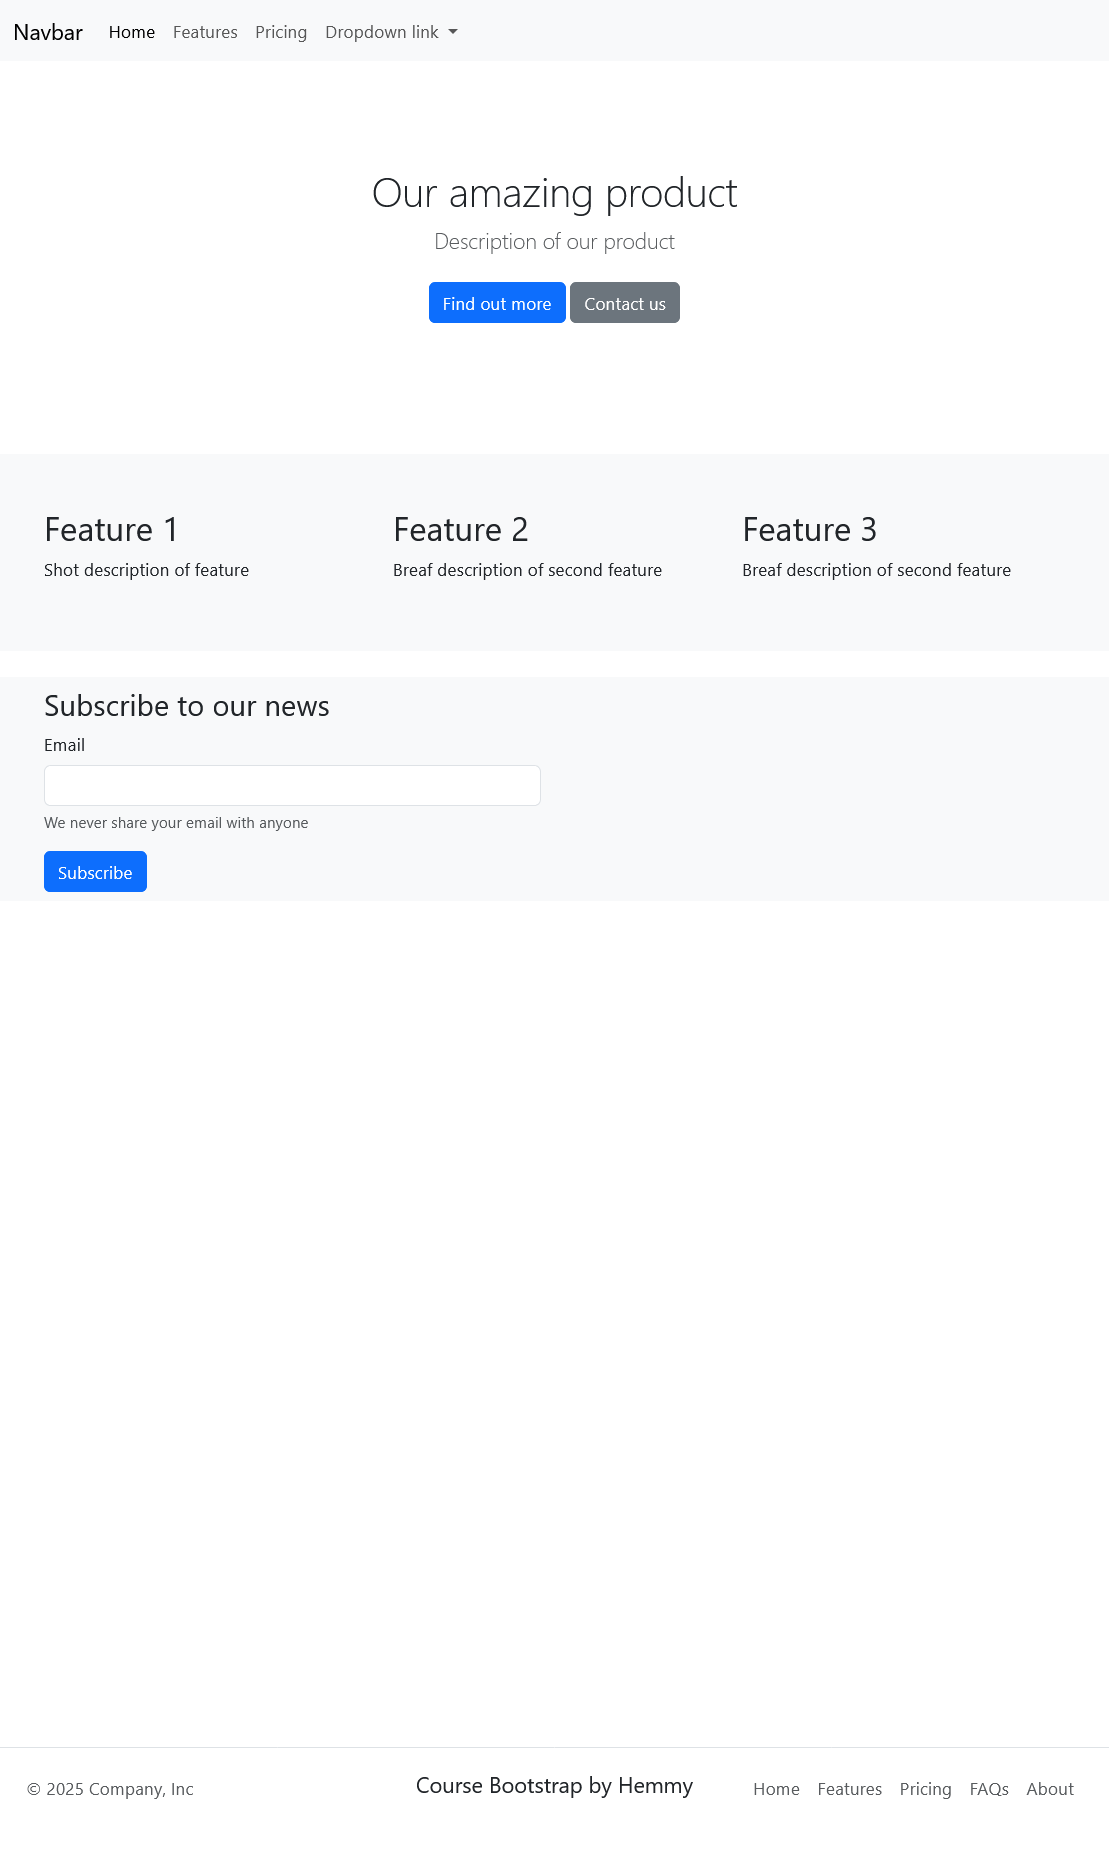 Navbar Home Features Pricing Dropdown link
Our amazing product
Description of our product
Find out more Contact us
Feature 1
Shot description of feature
Feature 2
Breaf description of second feature
Feature 3
Breaf description of second feature
Subscribe to our news
Email
We never share your email with anyone
Subscribe
© 2025 Company, Inc
Course Bootstrap by Hemmy
Home Features Pricing FAQs About